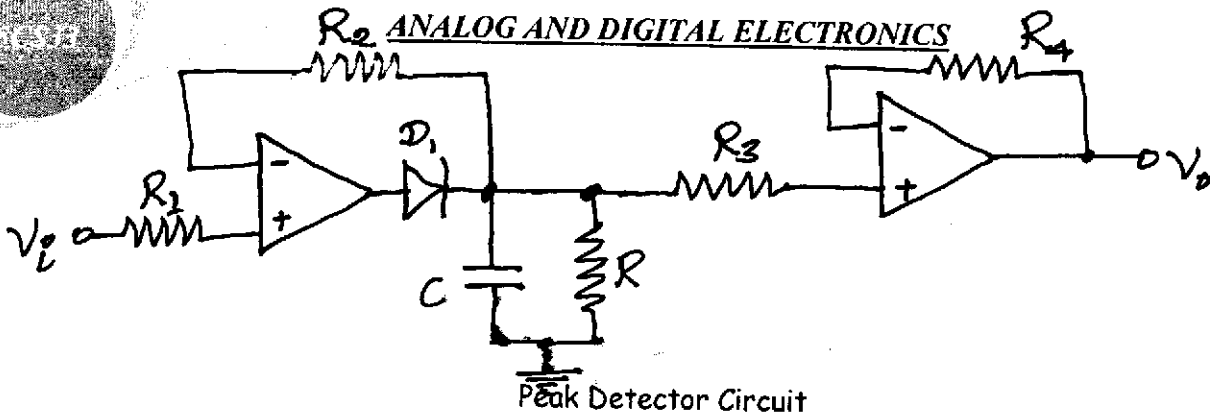 ANALOG AND DIGITAL ELECTRONICS
R2
R4
D1
R3
R1
Vi
Vo
C
R
Peak Detector Circuit